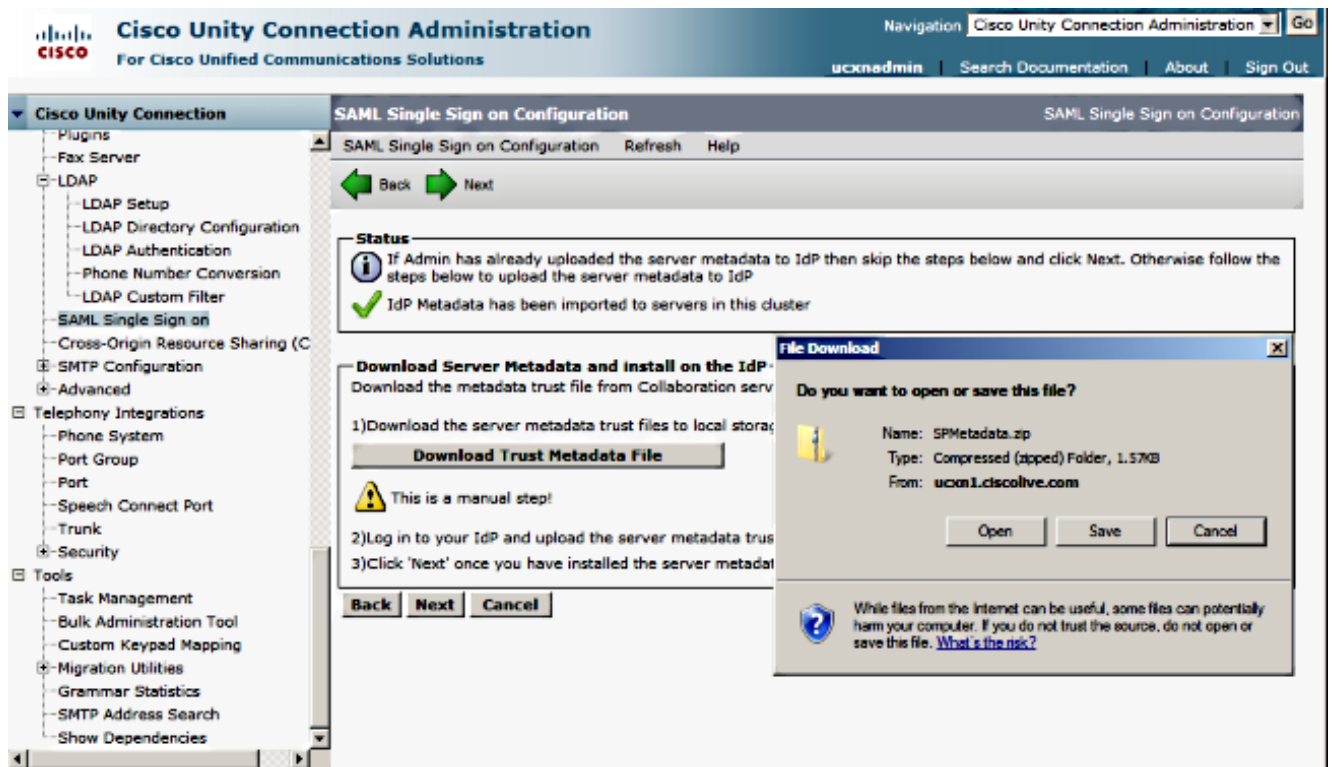 Cisco Unity Connection Administration
For Cisco Unified Communications Solutions
CISCO
Navigation Cisco Unity Connection Administration Go
ucxnadmin | Search Documentation | About | Sign Out
Cisco Unity Connection
Plugins
Fax Server
LDAP
LDAP Setup
LDAP Directory Configuration
LDAP Authentication
Phone Number Conversion
LDAP Custom Filter
SAML Single Sign on
Cross-Origin Resource Sharing (C
SMTP Configuration
Advanced
Telephony Integrations
Phone System
Port Group
Port
Speech Connect Port
Trunk
Security
Tools
Task Management
Bulk Administration Tool
Custom Keypad Mapping
Migration Utilities
Grammar Statistics
SMTP Address Search
Show Dependencies
SAML Single Sign on Configuration
SAML Single Sign on Configuration
SAML Single Sign on Configuration Refresh Help
Back Next
Status
If Admin has already uploaded the server metadata to IdP then skip the steps below and click Next. Otherwise follow the
steps below to upload the server metadata to IdP
IdP Metadata has been imported to servers in this cluster
Download Server Metadata and install on the IdP
Download the metadata trust file from Collaboration serv
1)Download the server metadata trust files to local storag
Download Trust Metadata File
This is a manual step!
2)Log in to your IdP and upload the server metadata trus
3)Click 'Next' once you have installed the server metadat
Back Next Cancel
File Download
Do you want to open or save this file?
Name: SPMetadata.zip
Type: Compressed (zipped) Folder, 1.57KB
From: ucxn1.ciscolive.com
Open Save Cancel
While files from the Internet can be useful, some files can potentially
harm your computer. If you do not trust the source, do not open or
save this file. What's the risk?